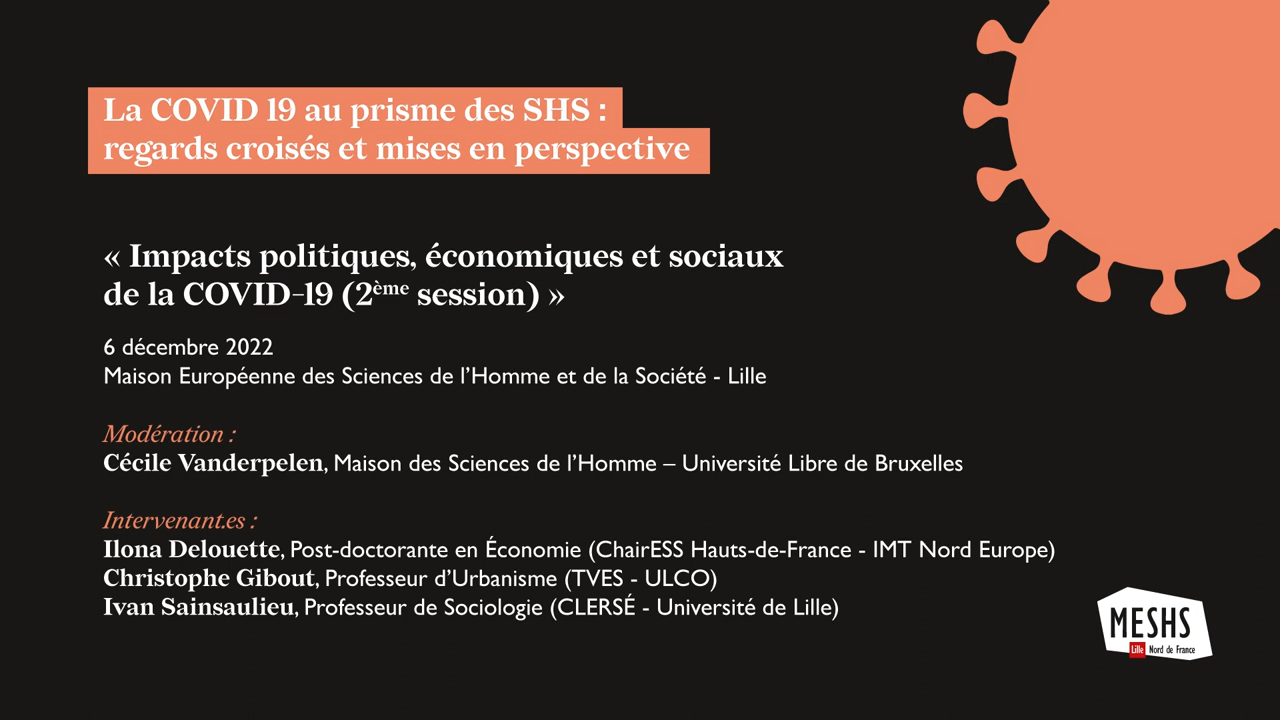 La COVID 19 au prisme des SHS :
regards croisés et mises en perspective
« Impacts politiques, économiques et sociaux
de la COVID-19 (2ème session) »
6 décembre 2022
Maison Européenne des Sciences de l’Homme et de la Société - Lille
Modération :
Cécile Vanderpelen, Maison des Sciences de l’Homme – Université Libre de Bruxelles
Intervenant.es :
Ilona Delouette, Post-doctorante en Économie (ChairESS Hauts-de-France - IMT Nord Europe)
Christophe Gibout, Professeur d’Urbanisme (TVES - ULCO)
Ivan Sainsaulieu, Professeur de Sociologie (CLERSÉ - Université de Lille)
MESHS
Lille Nord de France